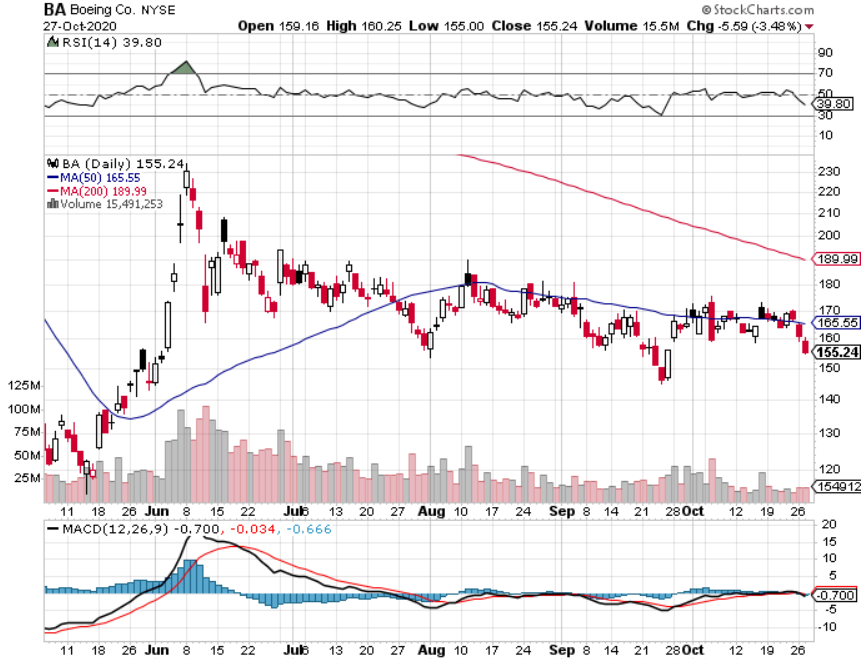 BA Boeing Co. NYSE
© StockCharts.com
27-Oct-2020
Open 159.16 High 160.25 Low 155.00 Close 155.24 Volume 15.5M Chg -5.59 (-3.48%)
RSI(14) 39.80
90
70
50
39.80
30
10
BA (Daily) 155.24
MA(50) 165.55
MA(200) 189.99
Volume 15,491,253
230
220
210
200
189.99
180
170
165.55
160
155.24
150
140
130
120
125M
100M
75M
50M
25M
154912
11 18 26 Jun 8 15 22 Jul 6 13 20 27 Aug 10 17 24 Sep 8 14 21 28 Oct 12 19 26
MACD(12,26,9) -0.700, -0.034, -0.666
20
15
10
5
-0.700
-5
-10
11 18 26 Jun 8 15 22 Jul 6 13 20 27 Aug 10 17 24 Sep 8 14 21 28 Oct 12 19 26